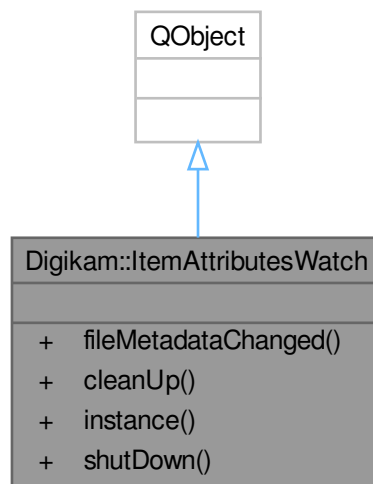 QObject
Digikam::ItemAttributesWatch
+ fileMetadataChanged()
+ cleanUp()
+ instance()
+ shutDown()